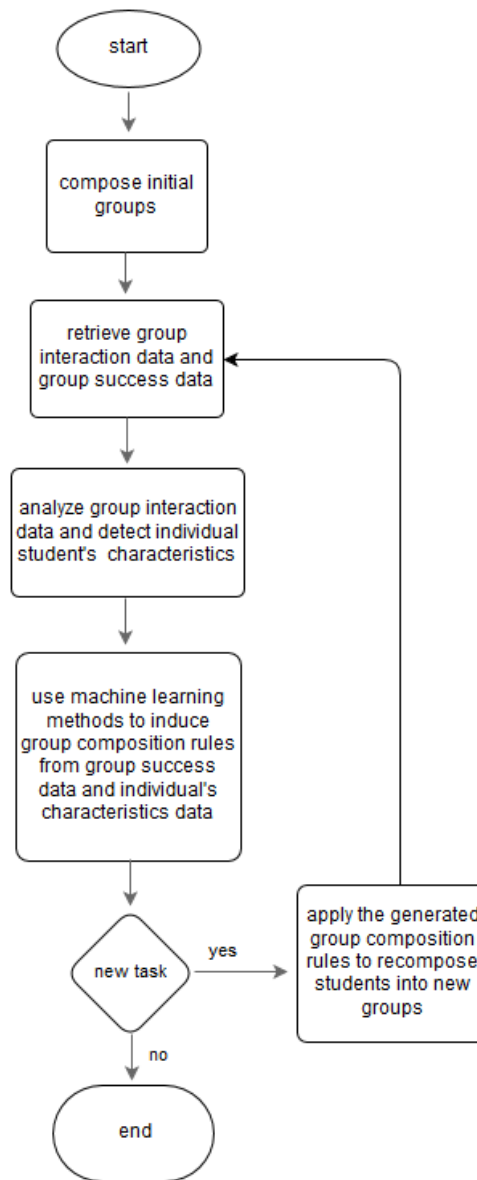 start
compose initial
groups
retrieve group
interaction data and
group success data
analyze group interaction
data and detect individual
student's characteristics
use machine learning
methods to induce
group composition rules
from group success
data and individual's
characteristics data
new task
yes
apply the generated
group composition
rules to recompose
students into new
groups
no
end